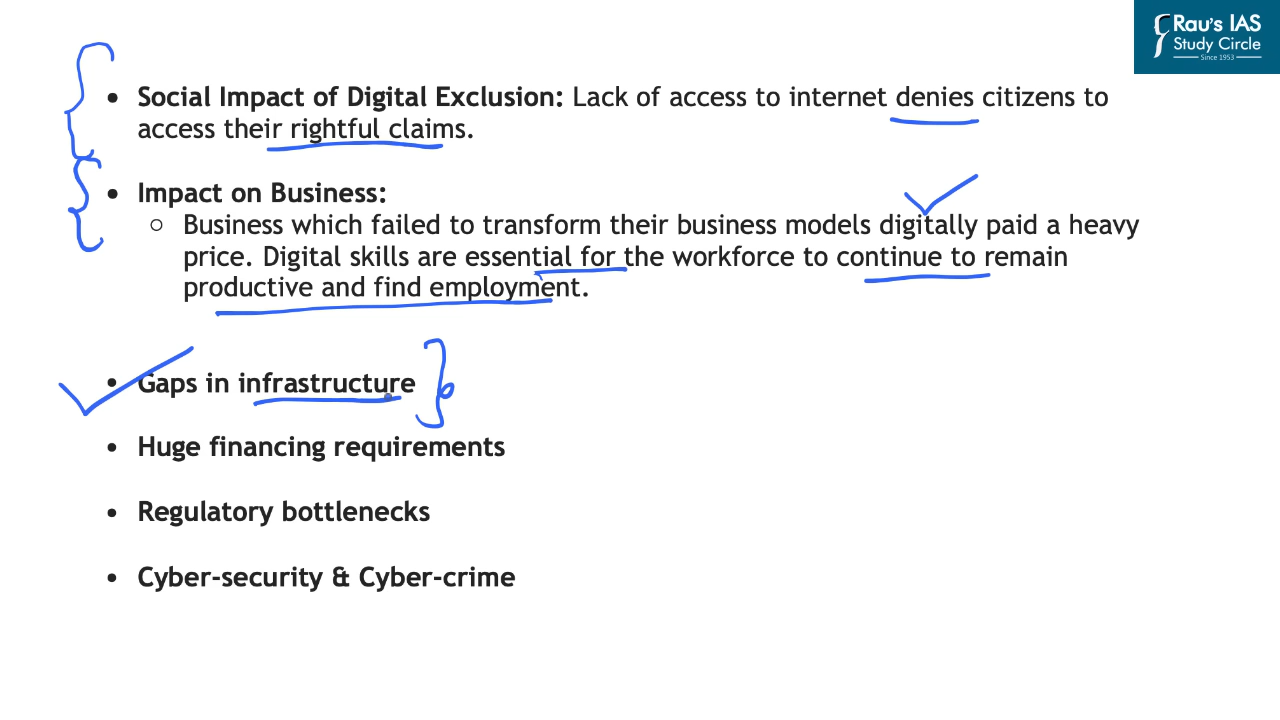 Rau's IAS
Study Circle
Since 1953
• Social Impact of Digital Exclusion: Lack of access to internet denies citizens to
access their rightful claims.
• Impact on Business:
○ Business which failed to transform their business models digitally paid a heavy
price. Digital skills are essential for the workforce to continue to remain
productive and find employment.
• Gaps in infrastructure
• Huge financing requirements
• Regulatory bottlenecks
• Cyber-security & Cyber-crime